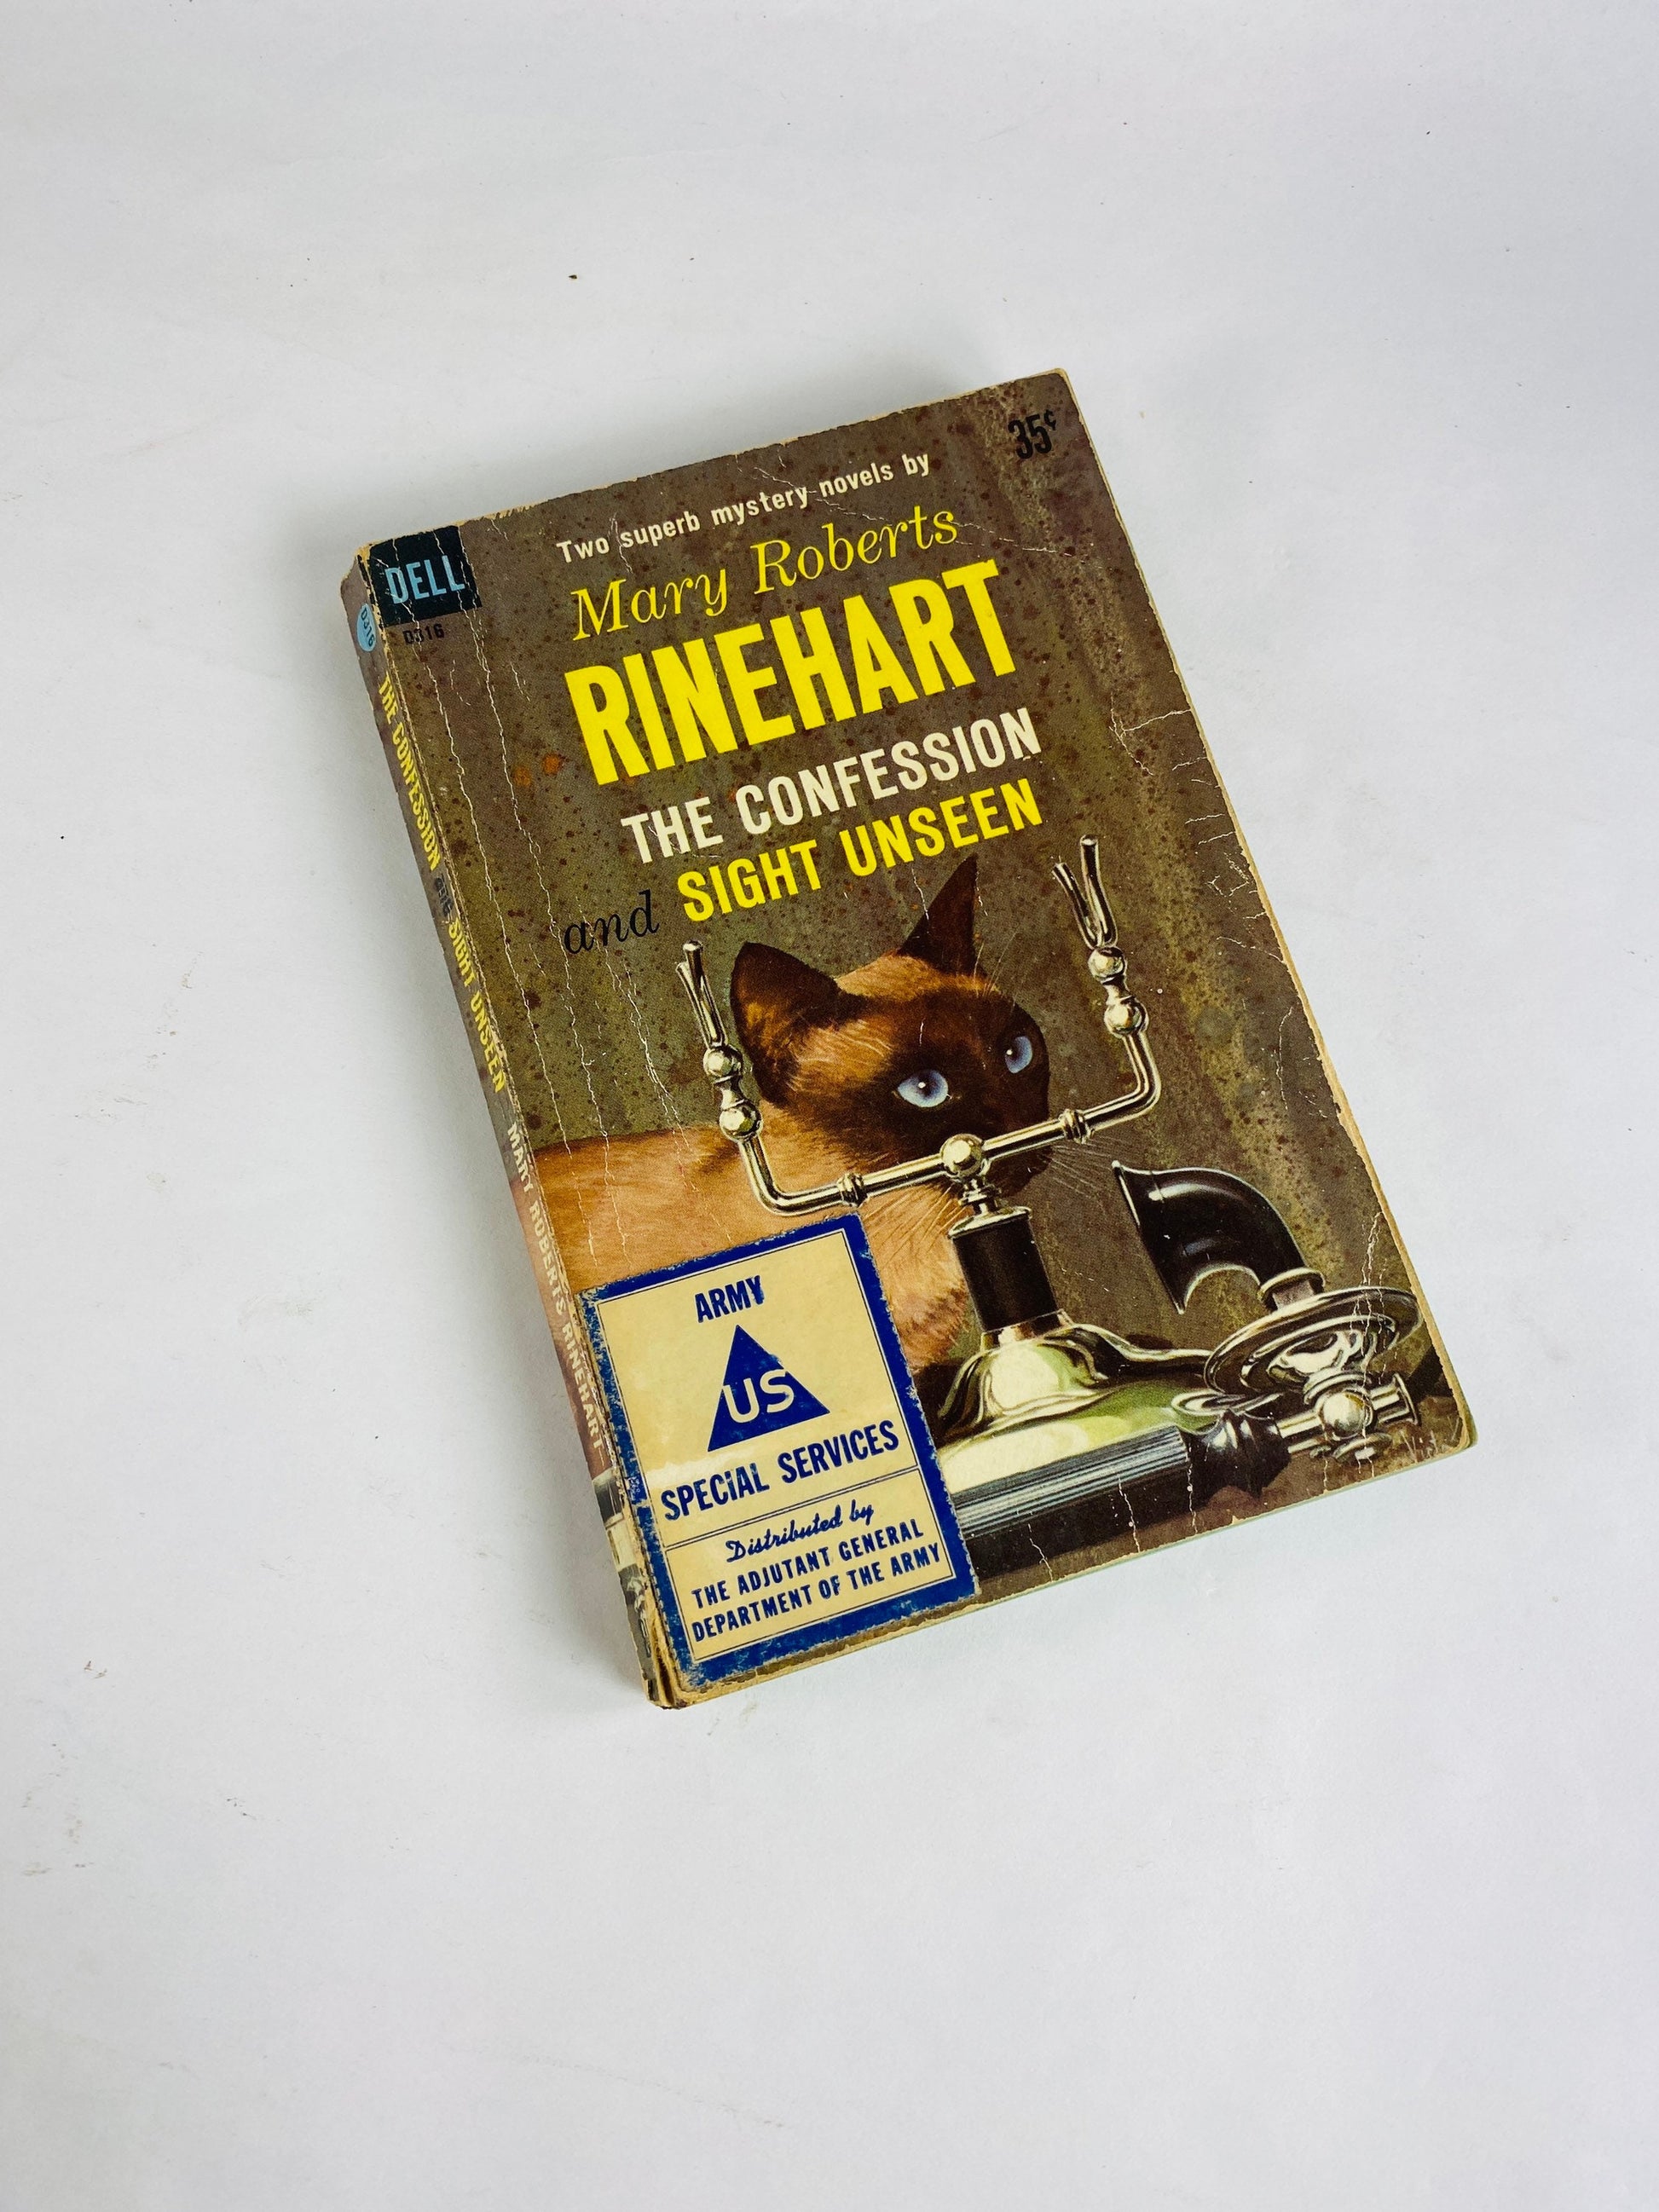 35¢
DELL
D316
Two superb mystery novels by
Mary Roberts
RINEHART
THE CONFESSION
and SIGHT UNSEEN
ARMY
US
SPECIAL SERVICES
Distributed by
THE ADJUTANT GENERAL
DEPARTMENT OF THE ARMY
D316
THE CONFESSION and SIGHT UNSEEN MARY ROBERTS RINEHART